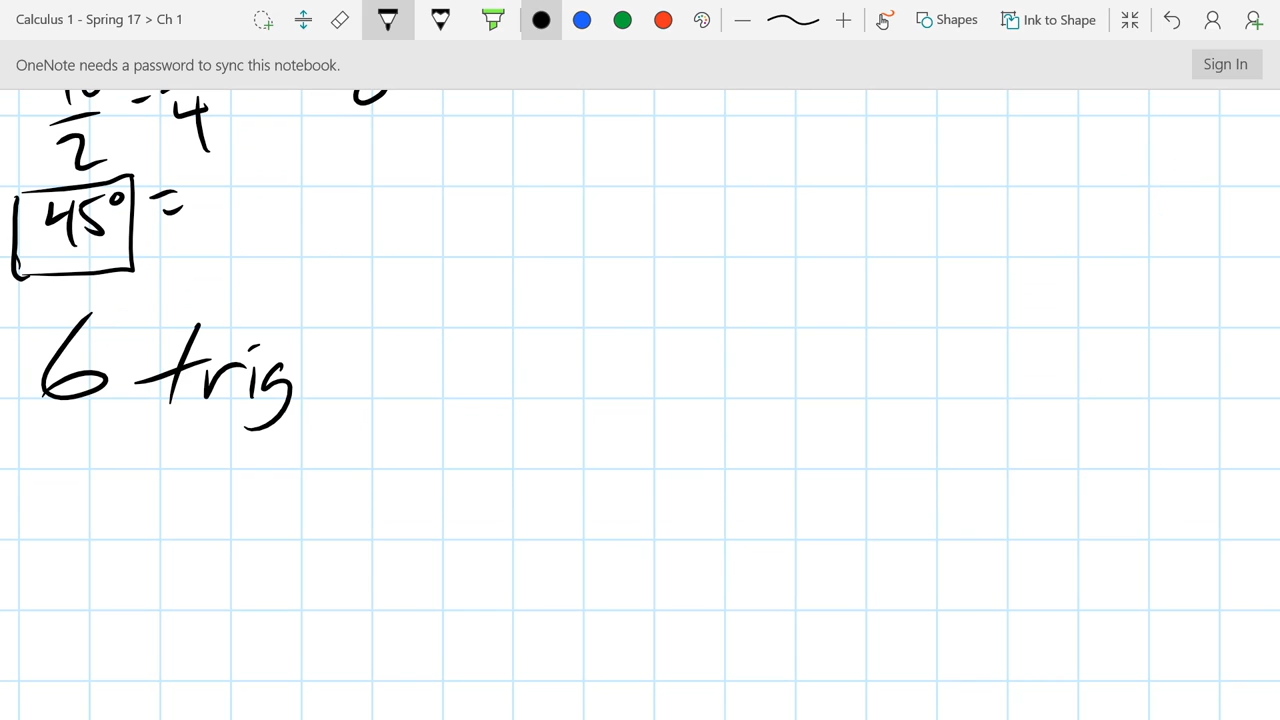 Calculus 1 - Spring 17 > Ch 1
Shapes
Ink to Shape
OneNote needs a password to sync this notebook.
Sign In
= 4
2
45° =
6 trig